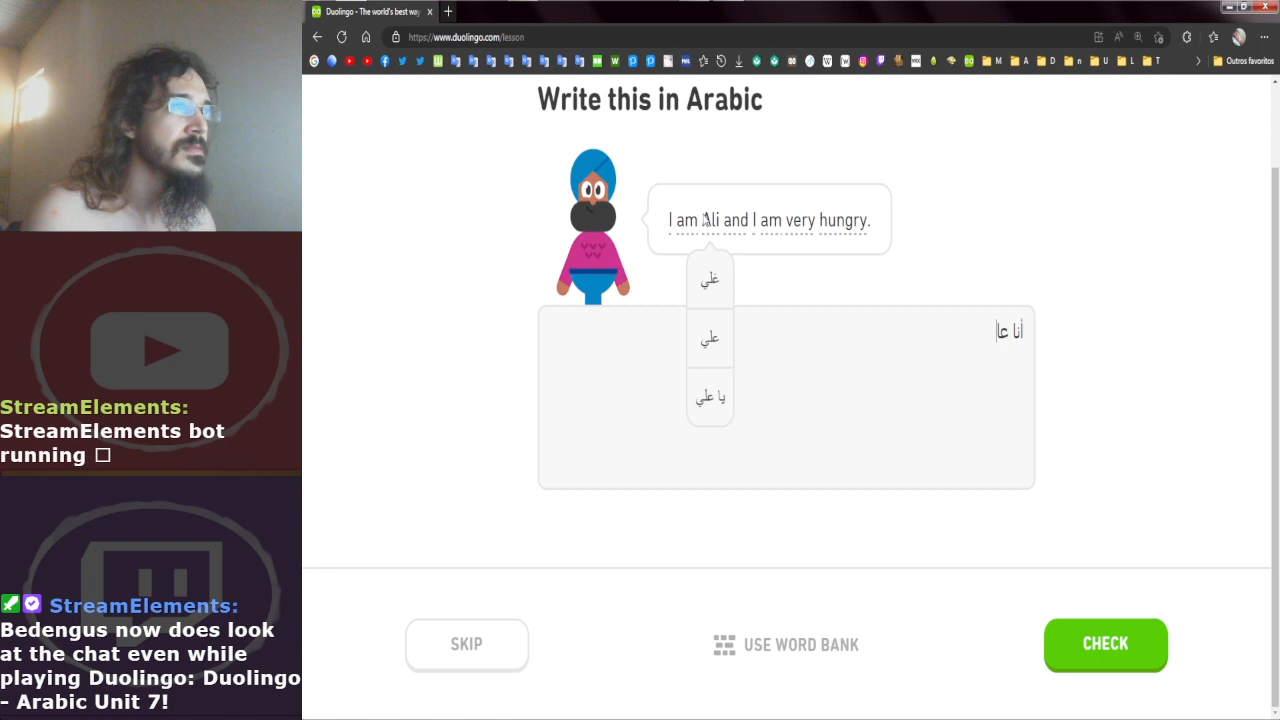 Duolingo - The world's best way
https://www.duolingo.com/lesson
M
A
D
n
U
L
T
Outros favoritos
Write this in Arabic
I am Ali and I am very hungry.
عَلي
علي
يا علي
أنا عا
StreamElements:
StreamElements bot
running □
StreamElements:
Bedengus now does look
at the chat even while
playing Duolingo: Duolingo
- Arabic Unit 7!
SKIP
USE WORD BANK
CHECK